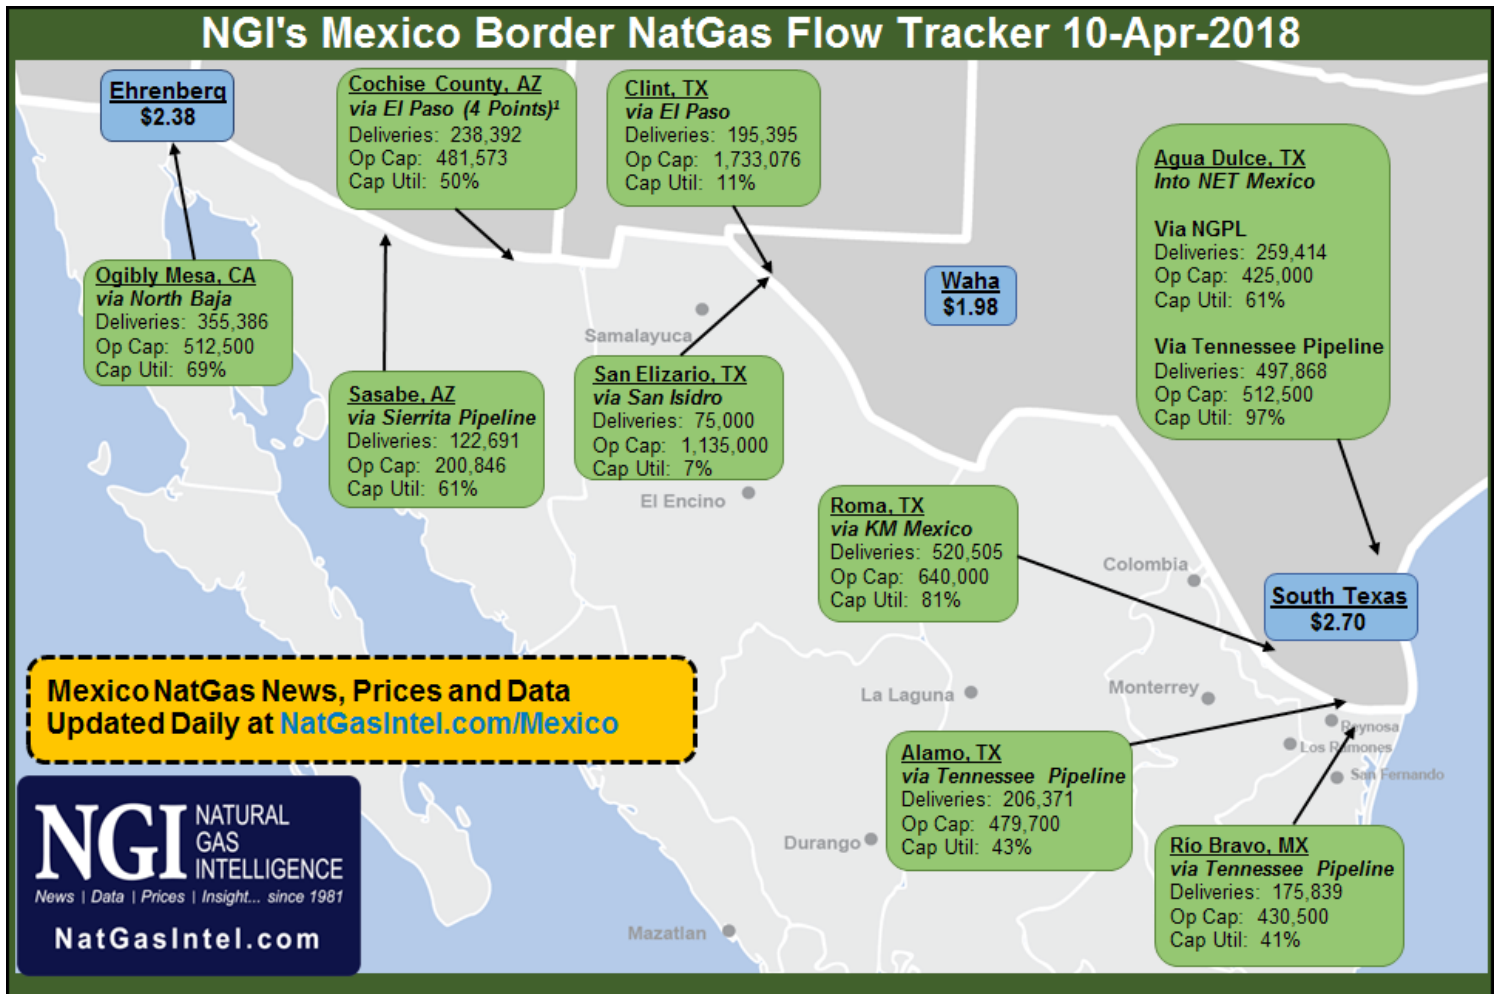 NGI's Mexico Border NatGas Flow Tracker 10-Apr-2018
Ehrenberg
$2.38
Cochise County, AZ
via El Paso (4 Points)¹
Deliveries: 238,392
Op Cap: 481,573
Cap Util: 50%
Clint, TX
via El Paso
Deliveries: 195,395
Op Cap: 1,733,076
Cap Util: 11%
Agua Dulce, TX
Into NET Mexico
Via NGPL
Deliveries: 259,414
Op Cap: 425,000
Cap Util: 61%
Via Tennessee Pipeline
Deliveries: 497,868
Op Cap: 512,500
Cap Util: 97%
Ogibly Mesa, CA
via North Baja
Deliveries: 355,386
Op Cap: 512,500
Cap Util: 69%
Waha
$1.98
Samalayuca
Sasabe, AZ
via Sierrita Pipeline
Deliveries: 122,691
Op Cap: 200,846
Cap Util: 61%
San Elizario, TX
via San Isidro
Deliveries: 75,000
Op Cap: 1,135,000
Cap Util: 7%
El Encino
Roma, TX
via KM Mexico
Deliveries: 520,505
Op Cap: 640,000
Cap Util: 81%
Colombia
South Texas
$2.70
Mexico NatGas News, Prices and Data
Updated Daily at NatGasIntel.com/Mexico
La Laguna
Monterrey
Reynosa
Los Ramones
San Fernando
Alamo, TX
via Tennessee Pipeline
Deliveries: 206,371
Op Cap: 479,700
Cap Util: 43%
Durango
Río Bravo, MX
via Tennessee Pipeline
Deliveries: 175,839
Op Cap: 430,500
Cap Util: 41%
Mazatlan
NGI
NATURAL
GAS
INTELLIGENCE
News | Data | Prices | Insight... since 1981
NatGasIntel.com